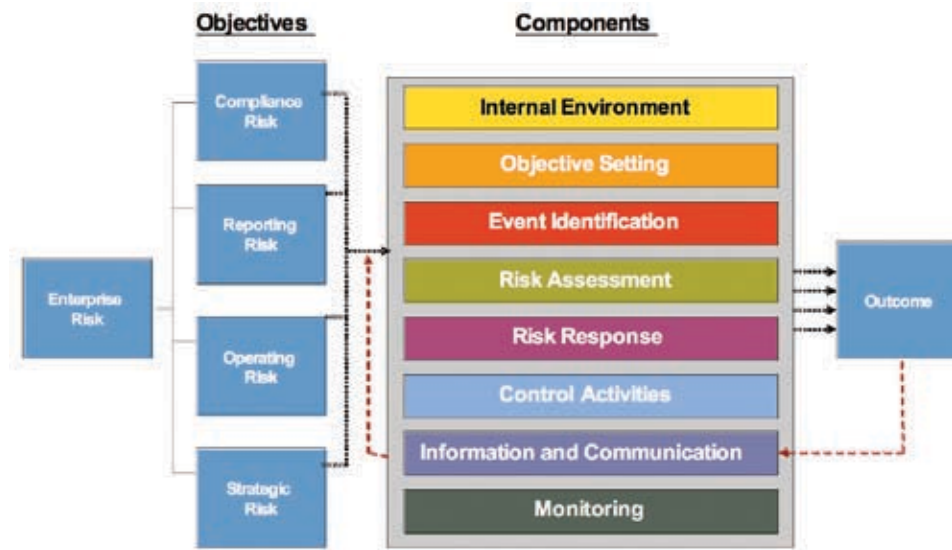 Objectives
Components
Compliance
Risk
Reporting
Risk
Enterprise
Risk
Operating
Risk
Strategic
Risk
Internal Environment
Objective Setting
Event Identification
Risk Assessment
Risk Response
Control Activities
Information and Communication
Monitoring
Outcome